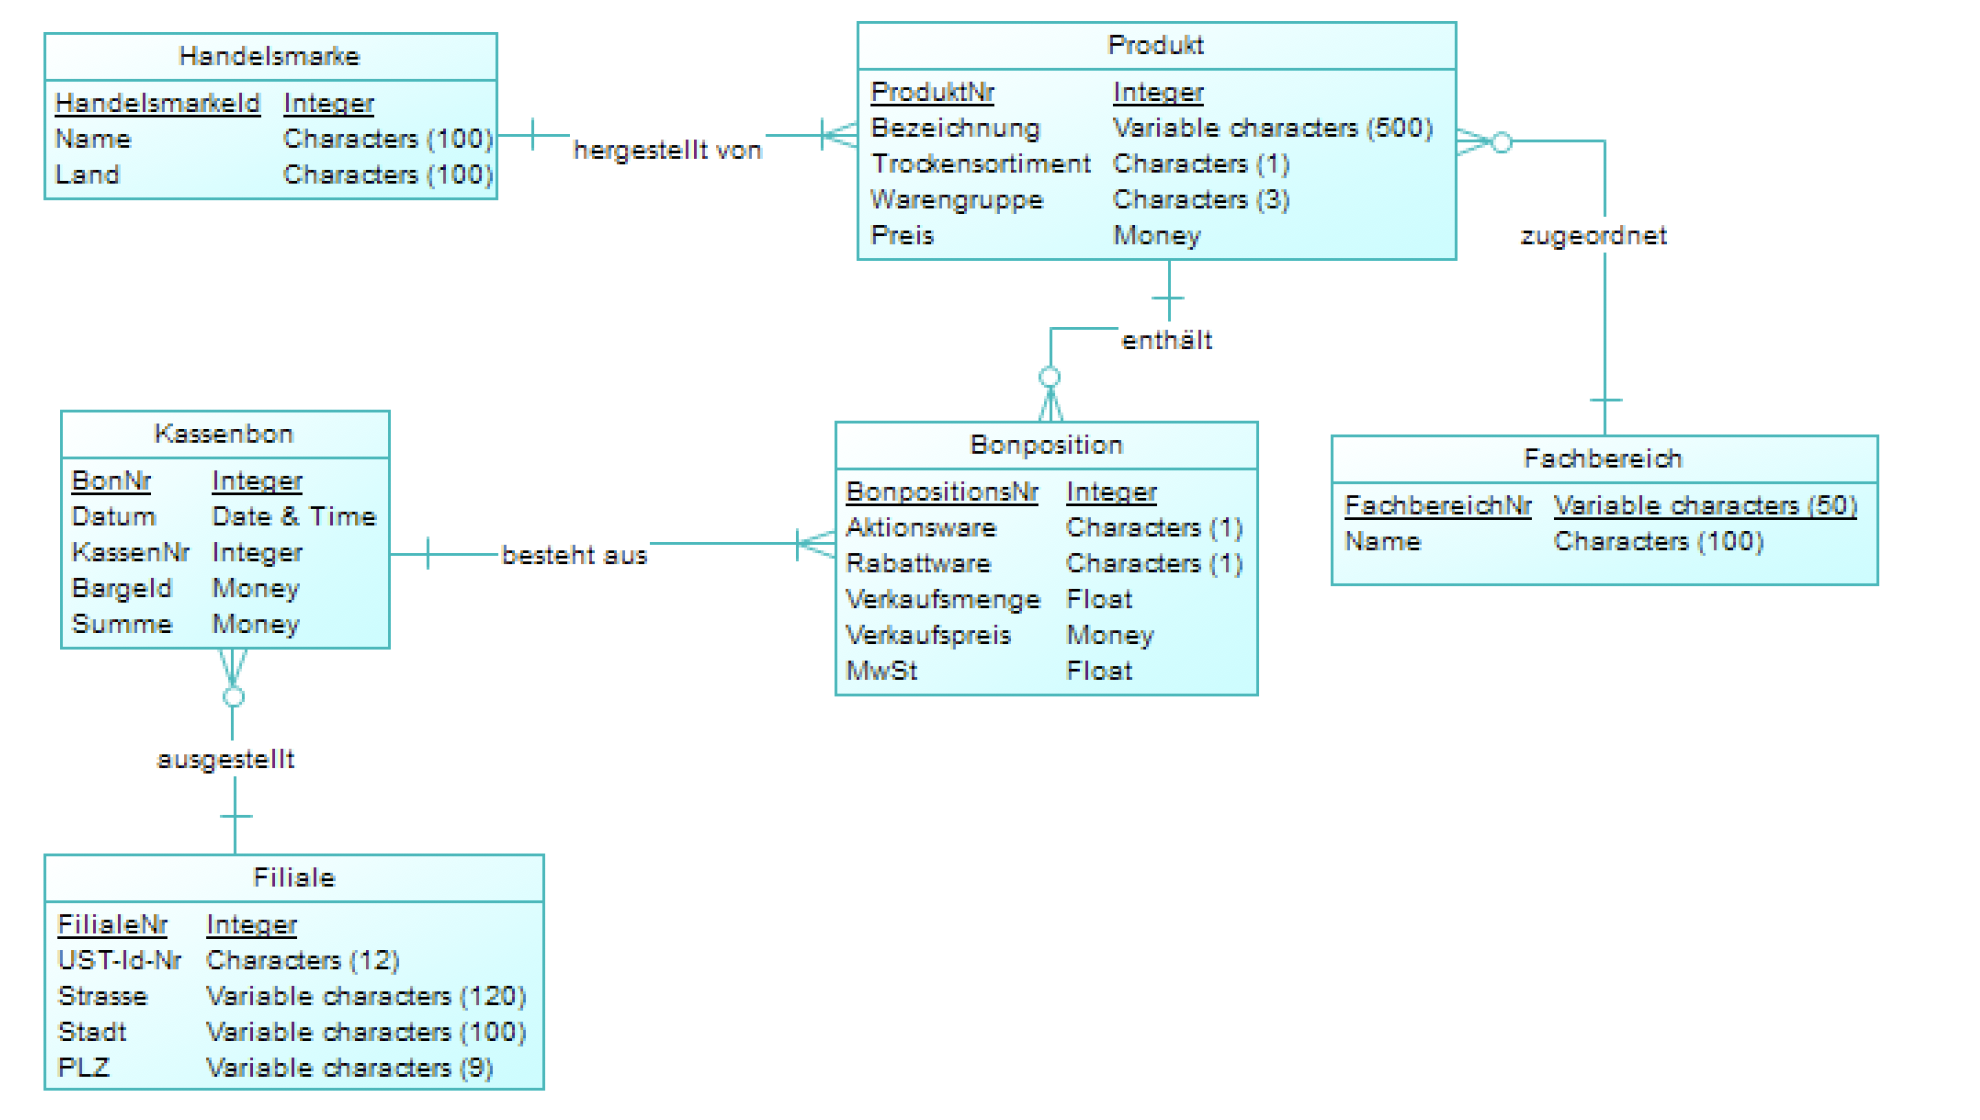 Handelsmarke
HandelsmarkeId Integer
Name Characters (100)
Land Characters (100)
hergestellt von
Produkt
ProduktNr Integer
Bezeichnung Variable characters (500)
Trockensortiment Characters (1)
Warengruppe Characters (3)
Preis Money
zugeordnet
enthält
Kassenbon
BonNr Integer
Datum Date & Time
KassenNr Integer
Bargeld Money
Summe Money
besteht aus
Bonposition
BonpositionsNr Integer
Aktionsware Characters (1)
Rabattware Characters (1)
Verkaufsmenge Float
Verkaufspreis Money
MwSt Float
Fachbereich
FachbereichNr Variable characters (50)
Name Characters (100)
ausgestellt
Filiale
FilialeNr Integer
UST-Id-Nr Characters (12)
Strasse Variable characters (120)
Stadt Variable characters (100)
PLZ Variable characters (9)